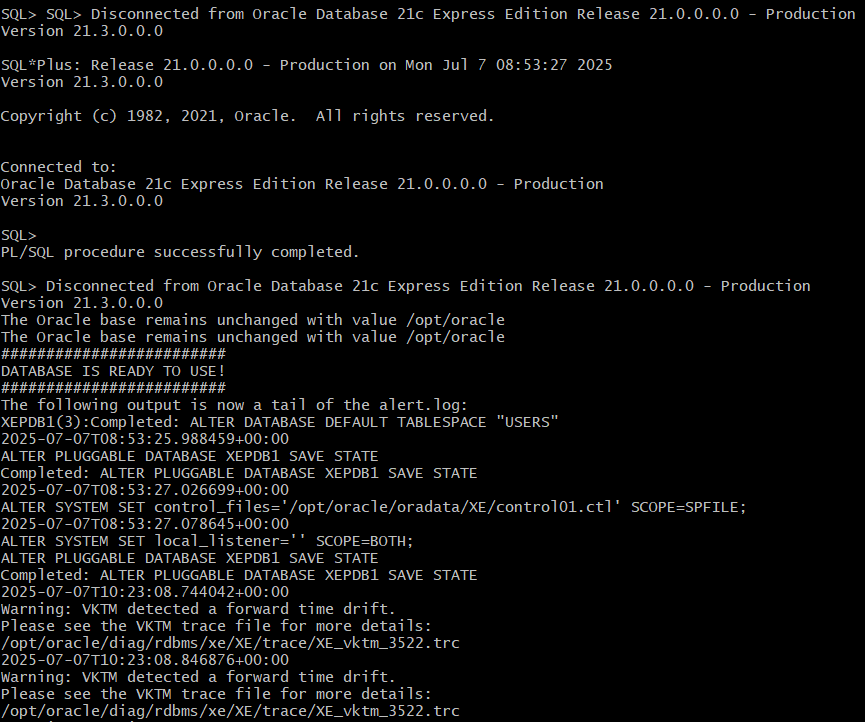 SQL> SQL> Disconnected from Oracle Database 21c Express Edition Release 21.0.0.0.0 - Production
Version 21.3.0.0.0
SQL*Plus: Release 21.0.0.0.0 - Production on Mon Jul 7 08:53:27 2025
Version 21.3.0.0.0
Copyright (c) 1982, 2021, Oracle.  All rights reserved.
Connected to:
Oracle Database 21c Express Edition Release 21.0.0.0.0 - Production
Version 21.3.0.0.0
SQL>
PL/SQL procedure successfully completed.
SQL> Disconnected from Oracle Database 21c Express Edition Release 21.0.0.0.0 - Production
Version 21.3.0.0.0
The Oracle base remains unchanged with value /opt/oracle
The Oracle base remains unchanged with value /opt/oracle
#########################
DATABASE IS READY TO USE!
#########################
The following output is now a tail of the alert.log:
XEPDB1(3):Completed: ALTER DATABASE DEFAULT TABLESPACE "USERS"
2025-07-07T08:53:25.988459+00:00
ALTER PLUGGABLE DATABASE XEPDB1 SAVE STATE
Completed: ALTER PLUGGABLE DATABASE XEPDB1 SAVE STATE
2025-07-07T08:53:27.026699+00:00
ALTER SYSTEM SET control_files='/opt/oracle/oradata/XE/control01.ctl' SCOPE=SPFILE;
2025-07-07T08:53:27.078645+00:00
ALTER SYSTEM SET local_listener='' SCOPE=BOTH;
ALTER PLUGGABLE DATABASE XEPDB1 SAVE STATE
Completed: ALTER PLUGGABLE DATABASE XEPDB1 SAVE STATE
2025-07-07T10:23:08.744042+00:00
Warning: VKTM detected a forward time drift.
Please see the VKTM trace file for more details:
/opt/oracle/diag/rdbms/xe/XE/trace/XE_vktm_3522.trc
2025-07-07T10:23:08.846876+00:00
Warning: VKTM detected a forward time drift.
Please see the VKTM trace file for more details:
/opt/oracle/diag/rdbms/xe/XE/trace/XE_vktm_3522.trc